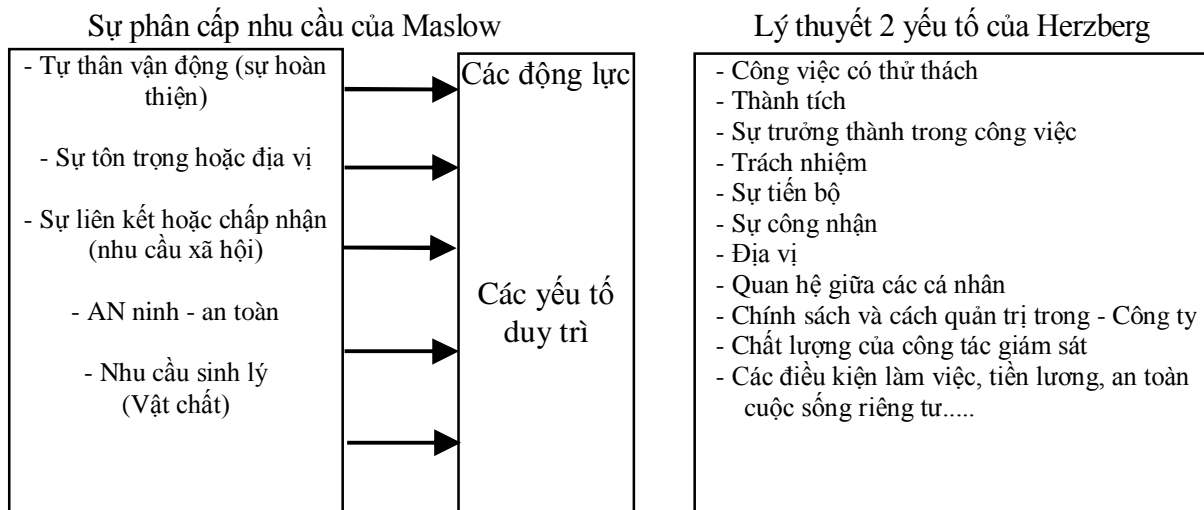 Sự phân cấp nhu cầu của Maslow
- Tự thân vận động (sự hoàn
thiện)
- Sự tôn trọng hoặc địa vị
- Sự liên kết hoặc chấp nhận
(nhu cầu xã hội)
- AN ninh - an toàn
- Nhu cầu sinh lý
(Vật chất)
Các động lực
Các yếu tố
duy trì
Lý thuyết 2 yếu tố của Herzberg
- Công việc có thử thách
- Thành tích
- Sự trưởng thành trong công việc
- Trách nhiệm
- Sự tiến bộ
- Sự công nhận
- Địa vị
- Quan hệ giữa các cá nhân
- Chính sách và cách quản trị trong - Công ty
- Chất lượng của công tác giám sát
- Các điều kiện làm việc, tiền lương, an toàn
cuộc sống riêng tư.....